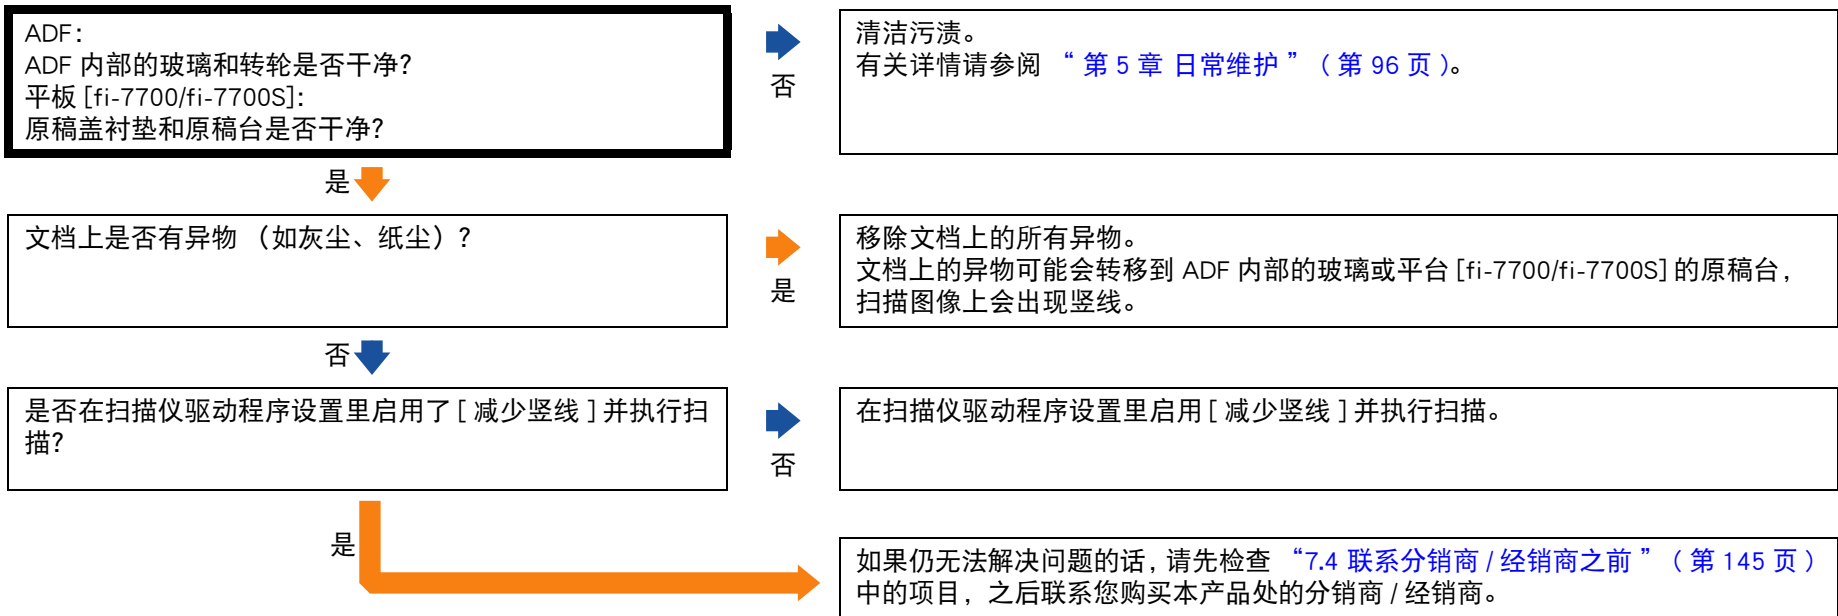 ADF：
ADF 内部的玻璃和转轮是否干净？
平板 [fi-7700/fi-7700S]:
原稿盖衬垫和原稿台是否干净？
否
清洁污渍。
有关详情请参阅 “ 第 5 章 日常维护 ” （ 第 96 页 ）。
是
文档上是否有异物 （如灰尘、纸尘）？
是
移除文档上的所有异物。
文档上的异物可能会转移到 ADF 内部的玻璃或平台 [fi-7700/fi-7700S] 的原稿台，
扫描图像上会出现竖线。
否
是否在扫描仪驱动程序设置里启用了 [ 减少竖线 ] 并执行扫
描？
否
在扫描仪驱动程序设置里启用 [ 减少竖线 ] 并执行扫描。
是
如果仍无法解决问题的话，请先检查 “7.4 联系分销商 / 经销商之前 ” （ 第 145 页 ）
中的项目，之后联系您购买本产品处的分销商 / 经销商。